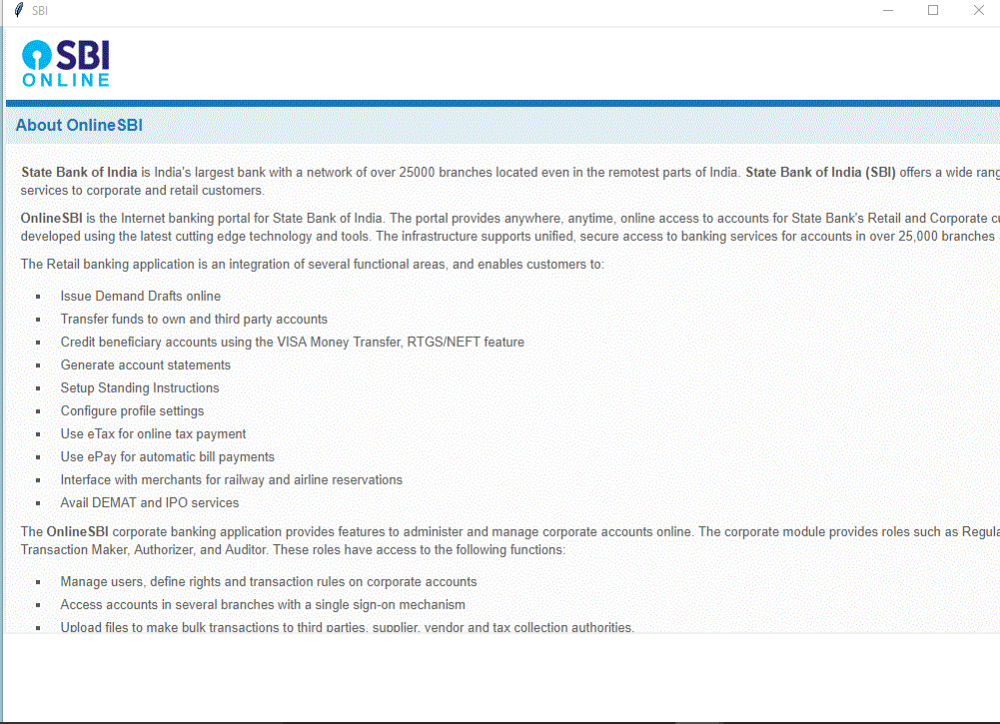 SBI
SBI
ONLINE
About OnlineSBI
State Bank of India is India's largest bank with a network of over 25000 branches located even in the remotest parts of India. State Bank of India (SBI) offers a wide rang
services to corporate and retail customers.
OnlineSBI is the Internet banking portal for State Bank of India. The portal provides anywhere, anytime, online access to accounts for State Bank's Retail and Corporate cu
developed using the latest cutting edge technology and tools. The infrastructure supports unified, secure access to banking services for accounts in over 25,000 branches
The Retail banking application is an integration of several functional areas, and enables customers to:
Issue Demand Drafts online
Transfer funds to own and third party accounts
Credit beneficiary accounts using the VISA Money Transfer, RTGS/NEFT feature
Generate account statements
Setup Standing Instructions
Configure profile settings
Use eTax for online tax payment
Use ePay for automatic bill payments
Interface with merchants for railway and airline reservations
Avail DEMAT and IPO services
The OnlineSBI corporate banking application provides features to administer and manage corporate accounts online. The corporate module provides roles such as Regula
Transaction Maker, Authorizer, and Auditor. These roles have access to the following functions:
Manage users, define rights and transaction rules on corporate accounts
Access accounts in several branches with a single sign-on mechanism
Upload files to make bulk transactions to third parties, supplier, vendor and tax collection authorities.